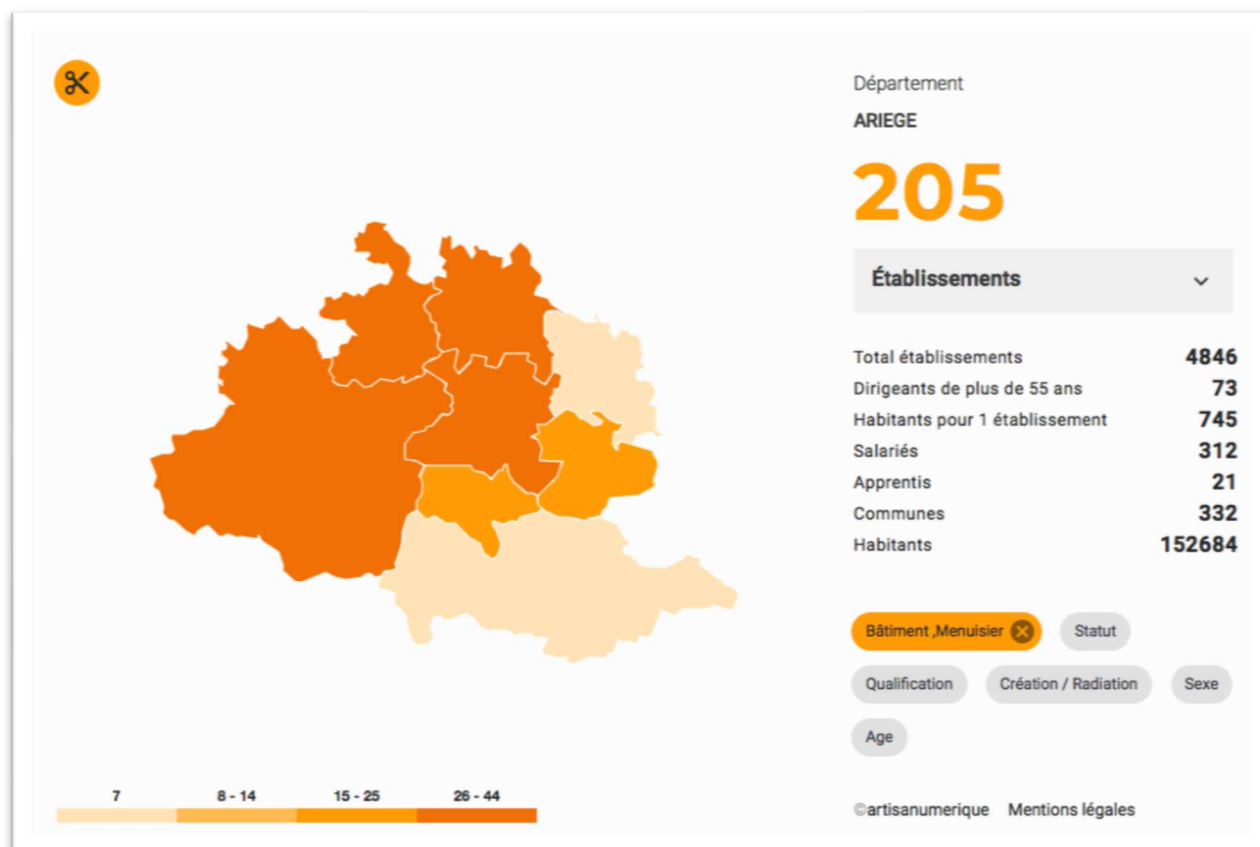 Département
ARIEGE
205
Établissements
Total établissements 4846
Dirigeants de plus de 55 ans 73
Habitants pour 1 établissement 745
Salariés 312
Apprentis 21
Communes 332
Habitants 152684
Bâtiment ,Menuisier Statut
Qualification Création / Radiation Sexe
Age
7 8 - 14 15 - 25 26 - 44
©artisanumerique Mentions légales